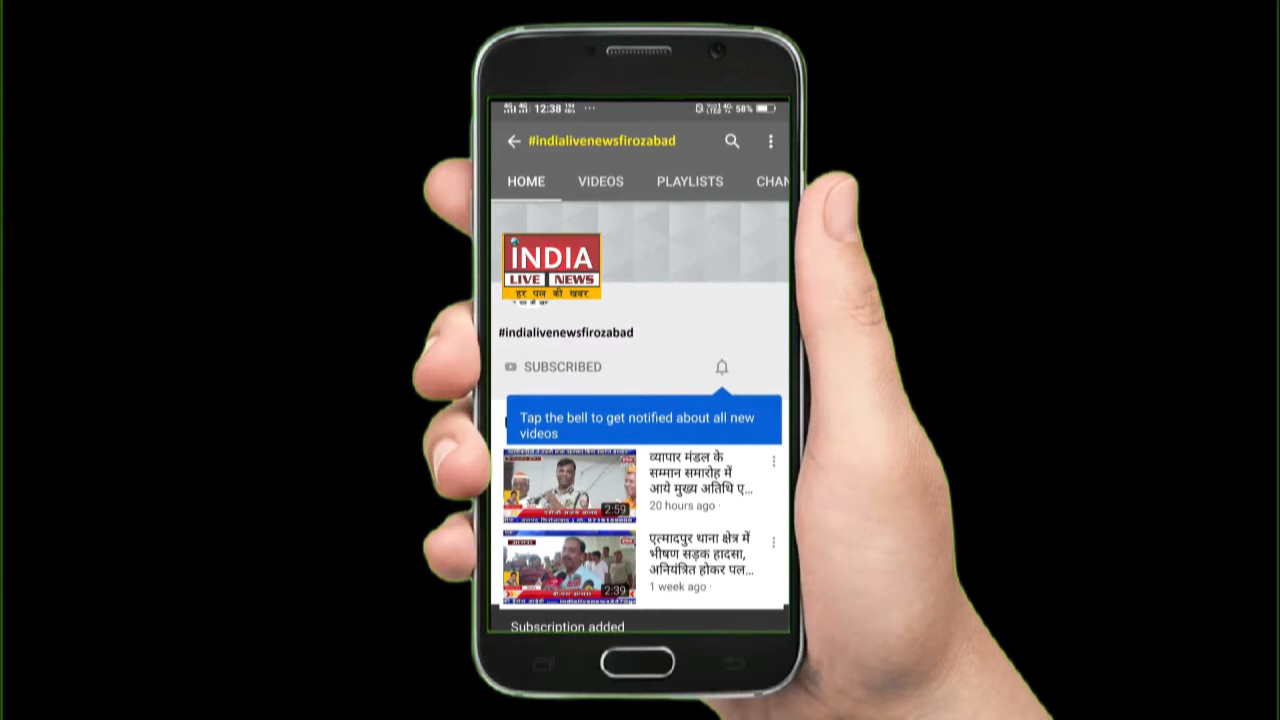 12:38
58%
#indialivenewsfirozabad
HOME VIDEOS PLAYLISTS CHAN
INDIA
LIVE NEWS
हर पल की खबर
#indialivenewsfirozabad
SUBSCRIBED
Tap the bell to get notified about all new
videos
व्यापार मंडल के
सम्मान समारोह में
आये मुख्य अतिथि ए...
20 hours ago ·
2:59
एत्मादपुर थाना क्षेत्र में
भीषण सड़क हादसा,
अनियंत्रित होकर पल...
1 week ago ·
2:39
Subscription added